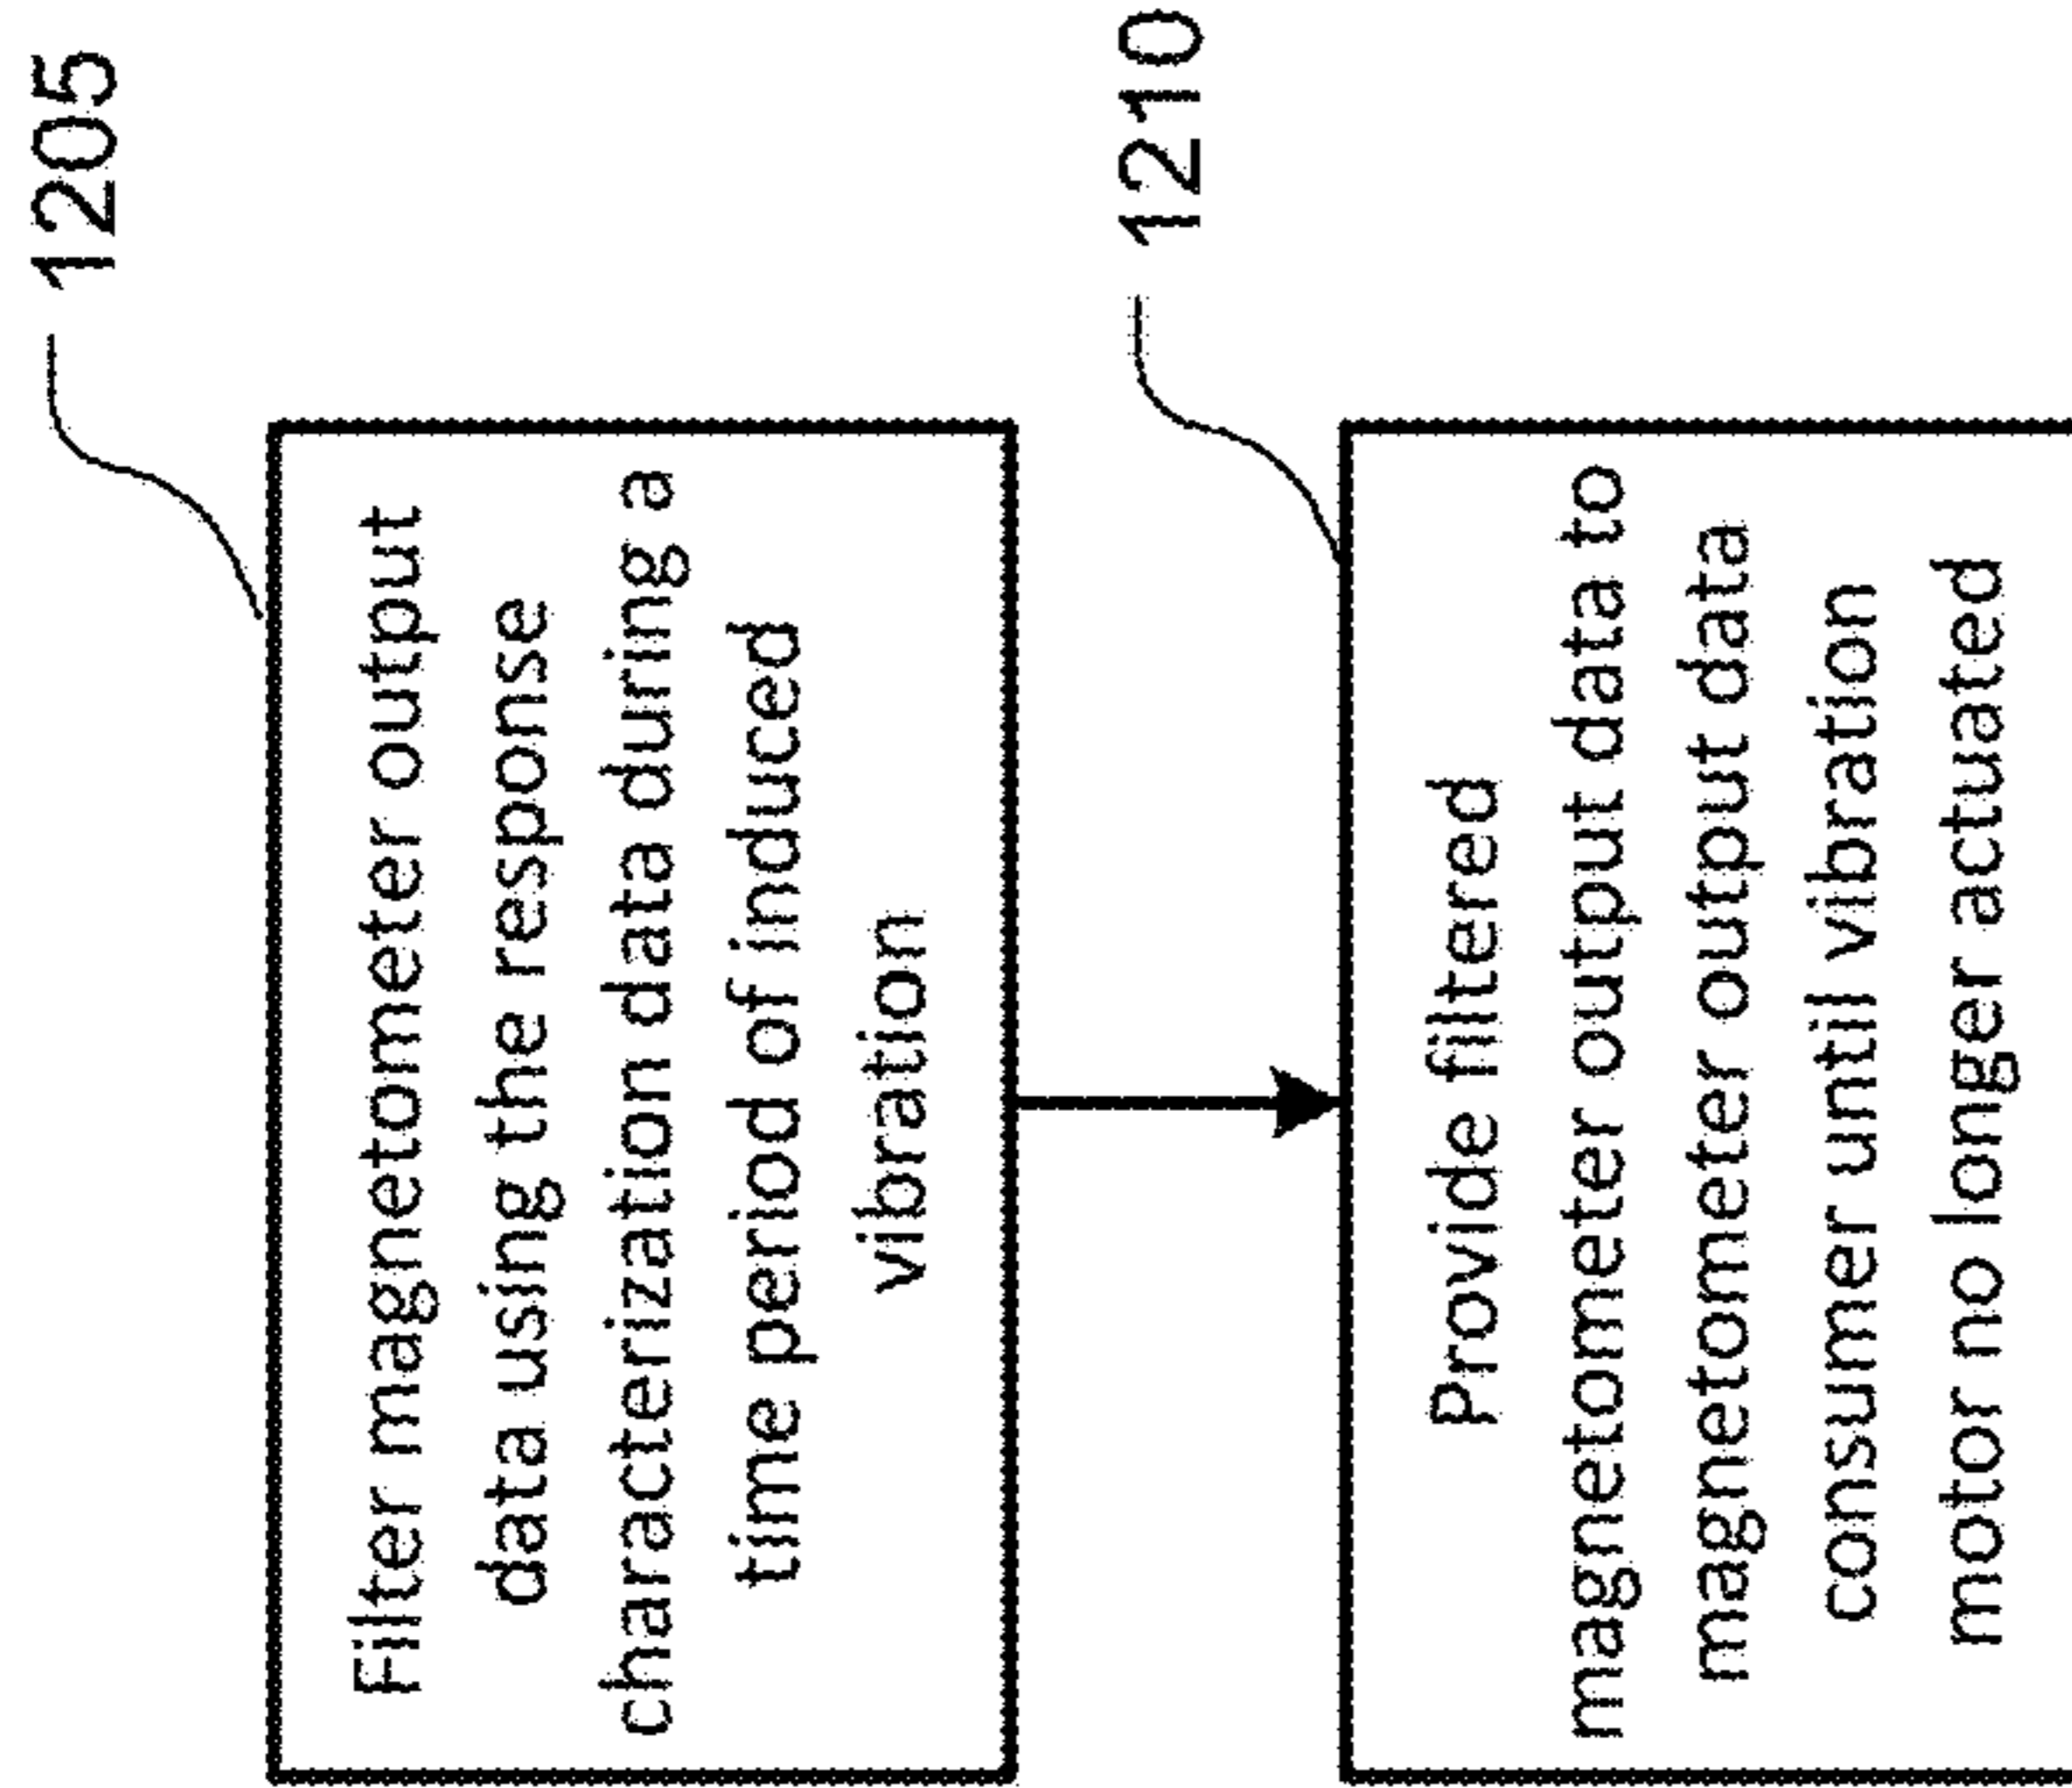 1205
Filter magnetometer output
data using the response
characterization data during a
time period of induced
vibration
1210
Provide filtered
magnetometer output data to
magnetometer output data
consumer until vibration
motor no longer actuated